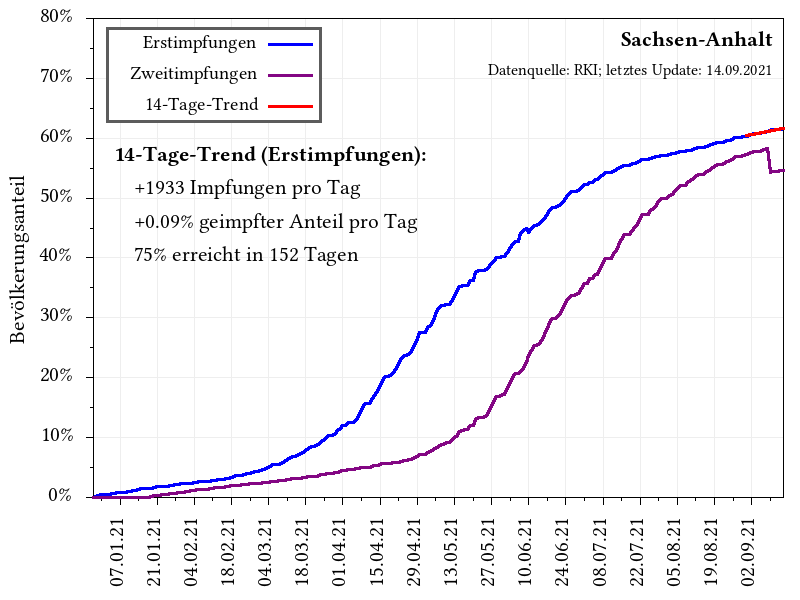 80%
70%
60%
50%
40%
30%
20%
10%
0%
Bevölkerungsanteil
Erstimpfungen
Zweitimpfungen
14-Tage-Trend
Sachsen-Anhalt
Datenquelle: RKI; letztes Update: 14.09.2021
14-Tage-Trend (Erstimpfungen):
+1933 Impfungen pro Tag
+0.09% geimpfter Anteil pro Tag
75% erreicht in 152 Tagen
07.01.21
21.01.21
04.02.21
18.02.21
04.03.21
18.03.21
01.04.21
15.04.21
29.04.21
13.05.21
27.05.21
10.06.21
24.06.21
08.07.21
22.07.21
05.08.21
19.08.21
02.09.21